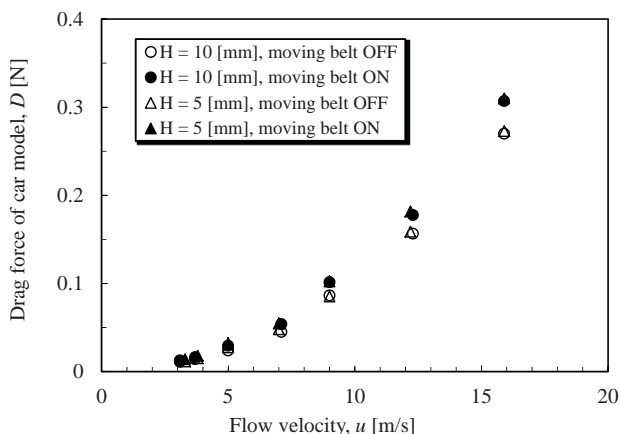 0.4
0.3
0.2
0.1
0
Drag force of car model, D [N]
H = 10 [mm], moving belt OFF
H = 10 [mm], moving belt ON
H = 5 [mm], moving belt OFF
H = 5 [mm], moving belt ON
0 5 10 15 20
Flow velocity, u [m/s]